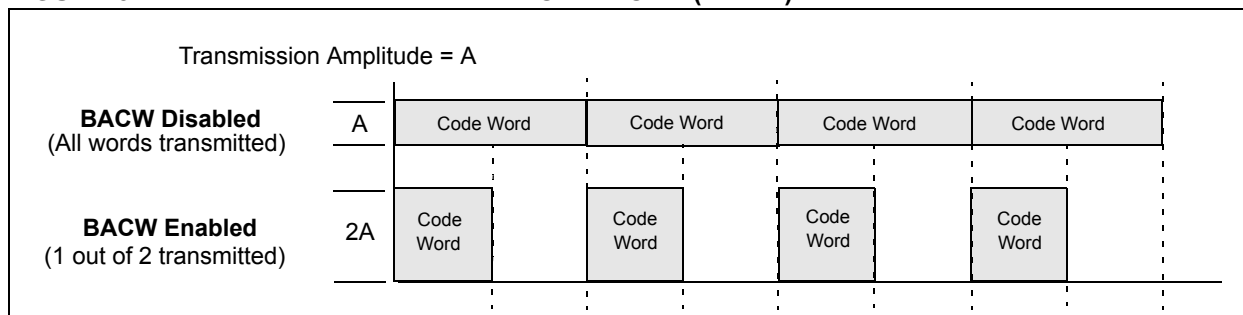 Transmission Amplitude = A
BACW Disabled
(All words transmitted)
A
Code Word
Code Word
Code Word
Code Word
BACW Enabled
(1 out of 2 transmitted)
2A
Code
Word
Code
Word
Code
Word
Code
Word